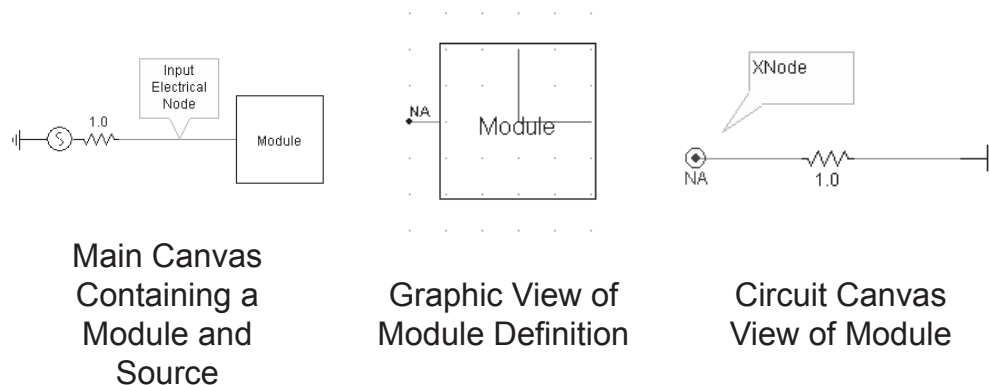 Input
Electrical
Node
1.0
S
Module
Main Canvas
Containing a
Module and
Source
NA
Module
Graphic View of
Module Definition
XNode
NA
1.0
Circuit Canvas
View of Module